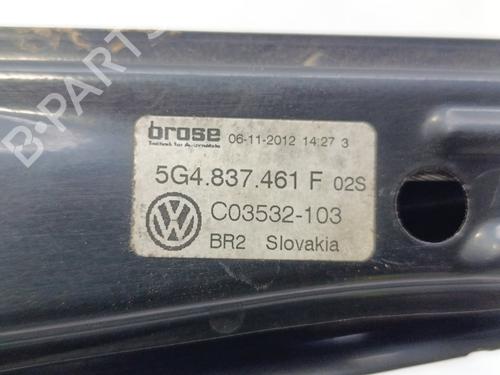 brose 06-11-2012 14:27 3
Technik für Automobile
5G4.837.461 F 02S
C03532-103
BR2 Slovakia
B-PARTS